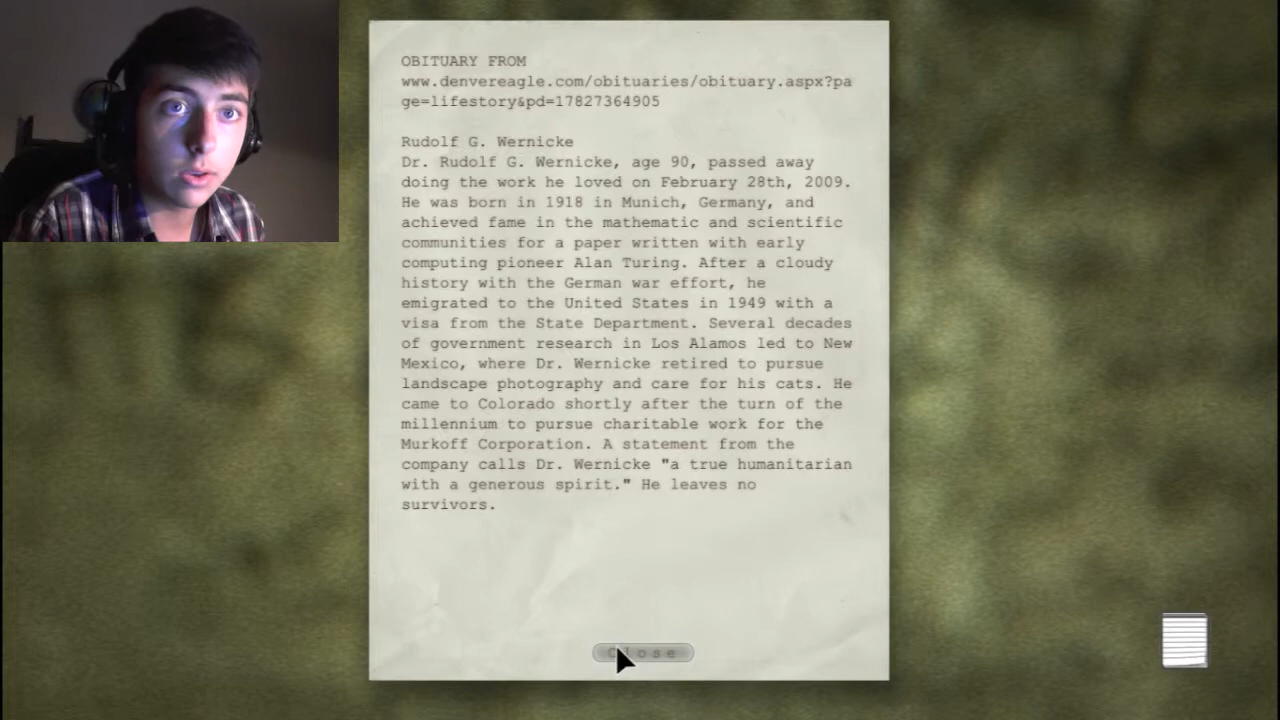 OBITUARY FROM
www.denvereagle.com/obituaries/obituary.aspx?pa
ge=lifestory&pd=17827364905
Rudolf G. Wernicke
Dr. Rudolf G. Wernicke, age 90, passed away
doing the work he loved on February 28th, 2009.
He was born in 1918 in Munich, Germany, and
achieved fame in the mathematic and scientific
communities for a paper written with early
computing pioneer Alan Turing. After a cloudy
history with the German war effort, he
emigrated to the United States in 1949 with a
visa from the State Department. Several decades
of government research in Los Alamos led to New
Mexico, where Dr. Wernicke retired to pursue
landscape photography and care for his cats. He
came to Colorado shortly after the turn of the
millennium to pursue charitable work for the
Murkoff Corporation. A statement from the
company calls Dr. Wernicke "a true humanitarian
with a generous spirit." He leaves no
survivors.
Close